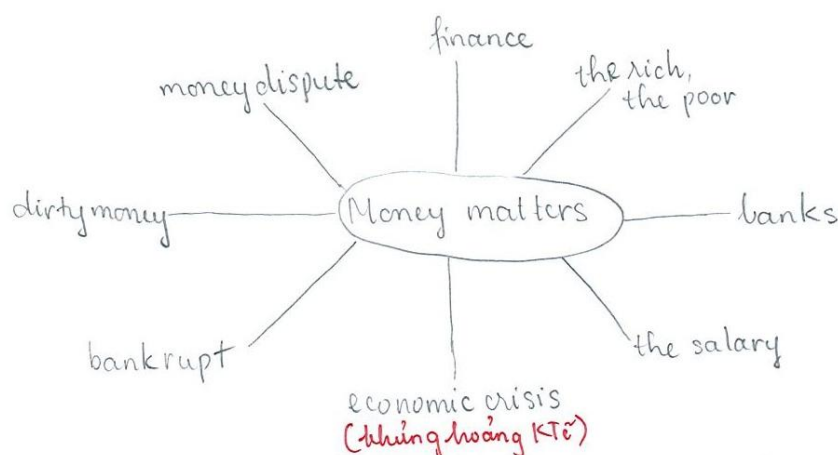 finance
money dispute
the rich,
the poor
dirty money
Money matters
banks
bankrupt
the salary
economic crisis
(khủng hoảng KTế)